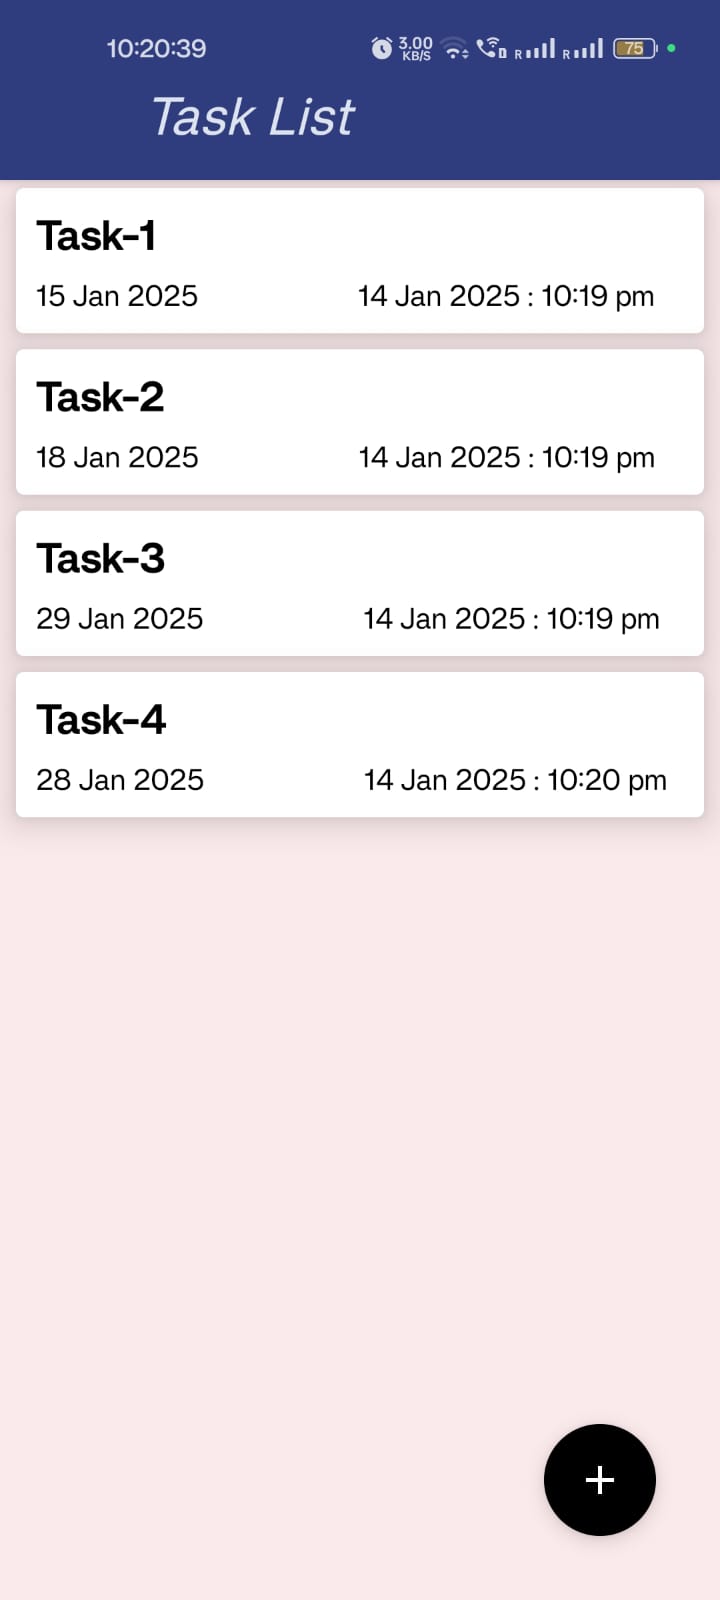 10:20:39 3.00 KB/S R R 75
Task List
Task-1
15 Jan 2025 14 Jan 2025 : 10:19 pm
Task-2
18 Jan 2025 14 Jan 2025 : 10:19 pm
Task-3
29 Jan 2025 14 Jan 2025 : 10:19 pm
Task-4
28 Jan 2025 14 Jan 2025 : 10:20 pm
+